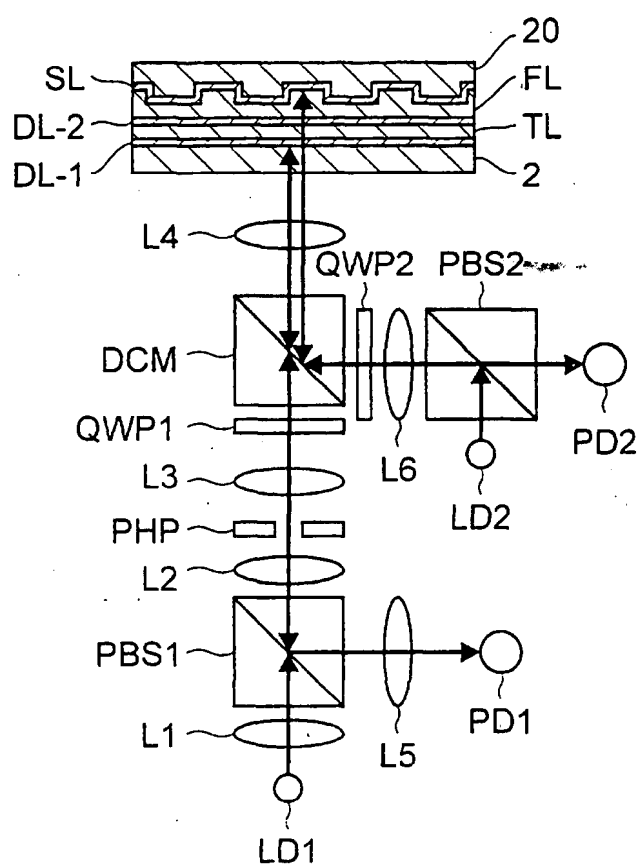 20
SL
FL
DL-2
TL
DL-1
2
L4
QWP2
PBS2
DCM
QWP1
L6
PD2
L3
LD2
PHP
L2
PBS1
PD1
L1
L5
LD1